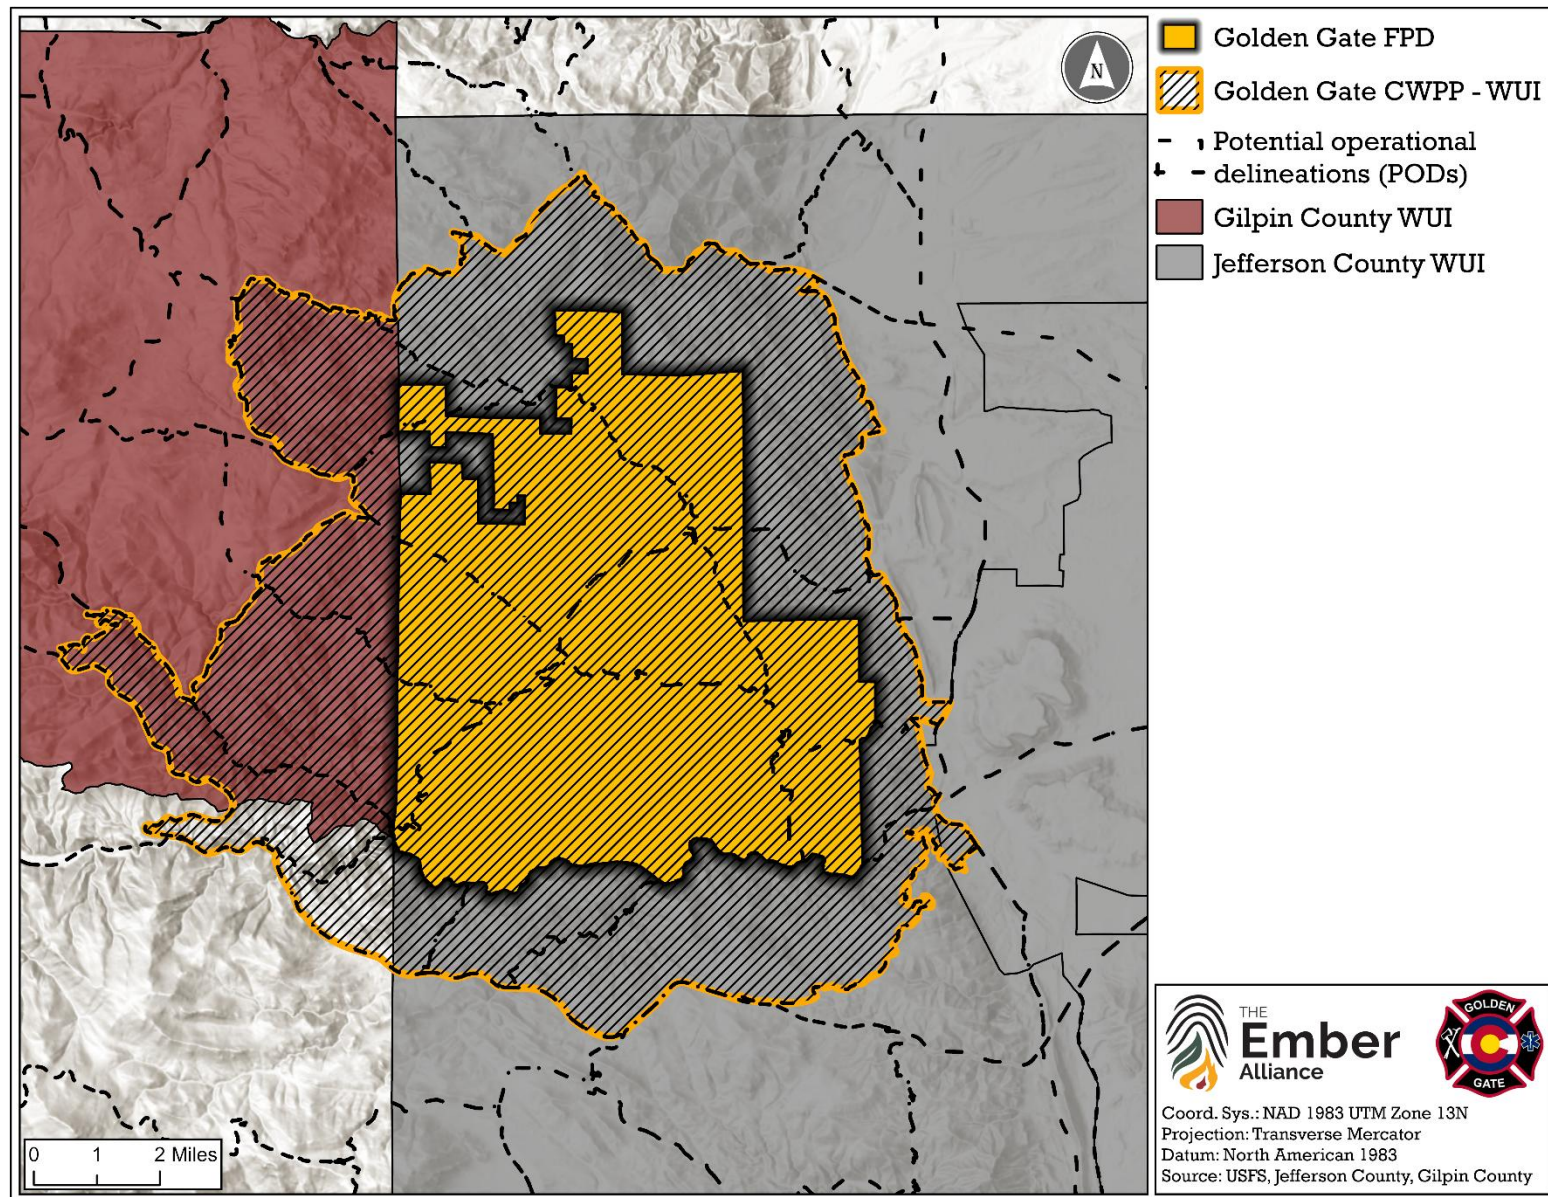 N
Golden Gate FPD
Golden Gate CWPP - WUI
Potential operational
delineations (PODs)
Gilpin County WUI
Jefferson County WUI
0 1 2 Miles
THE
Ember
Alliance
GOLDEN
GATE
Coord. Sys.: NAD 1983 UTM Zone 13N
Projection: Transverse Mercator
Datum: North American 1983
Source: USFS, Jefferson County, Gilpin County